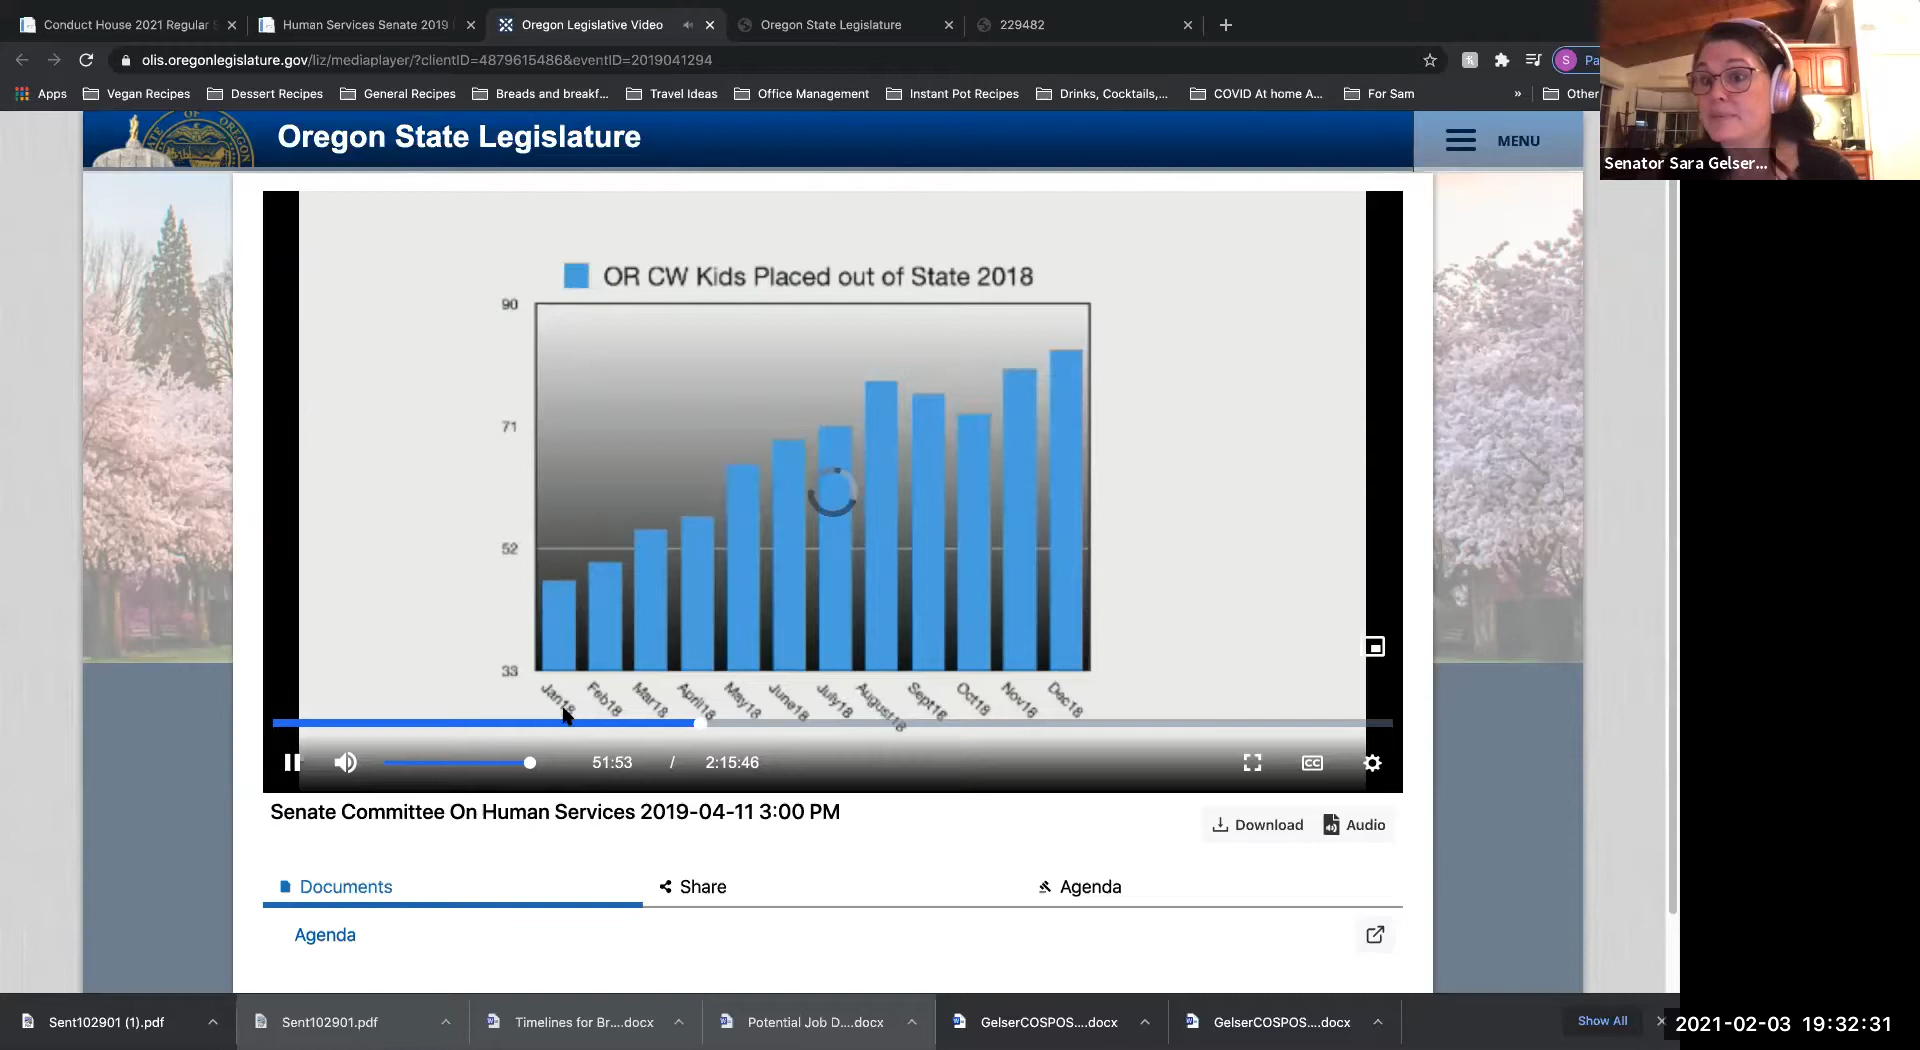 Conduct House 2021 Regular S
Human Services Senate 2019
Oregon Legislative Video
Oregon State Legislature
229482
olis.oregonlegislature.gov/liz/mediaplayer/?clientID=4879615486&eventID=2019041294
S Pa
Apps
Vegan Recipes
Dessert Recipes
General Recipes
Breads and breakf...
Travel Ideas
Office Management
Instant Pot Recipes
Drinks, Cocktails,...
COVID At home A...
For Sam
»
Other
Senator Sara Gelser...
Oregon State Legislature
MENU
OR CW Kids Placed out of State 2018
90
71
52
33
Jan18
Feb18
Mar18
April18
May18
June18
July18
August18
Sept18
Oct18
Nov18
Dec18
51:53 / 2:15:46
CC
Senate Committee On Human Services 2019-04-11 3:00 PM
Download
Audio
Documents
Share
Agenda
Agenda
Sent102901 (1).pdf
Sent102901.pdf
Timelines for Br....docx
Potential Job D....docx
GelserCOSPOS....docx
GelserCOSPOS....docx
Show All
2021-02-03 19:32:31